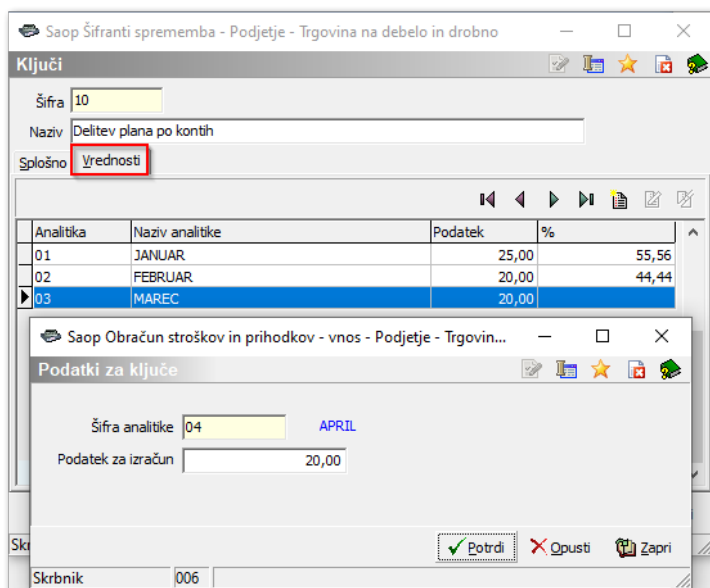 Saop Šifranti sprememba - Podjetje - Trgovina na debelo in drobno
Ključi
Šifra 10
Naziv Delitev plana po kontih
Splošno Vrednosti
Analitika Naziv analitike Podatek %
01 JANUAR 25,00 55,56
02 FEBRUAR 20,00 44,44
03 MAREC 20,00
Saop Obračun stroškov in prihodkov - vnos - Podjetje - Trgovin...
Podatki za ključe
Šifra analitike 04 APRIL
Podatek za izračun 20,00
Potrdi Opusti Zapri
Skrbnik 006